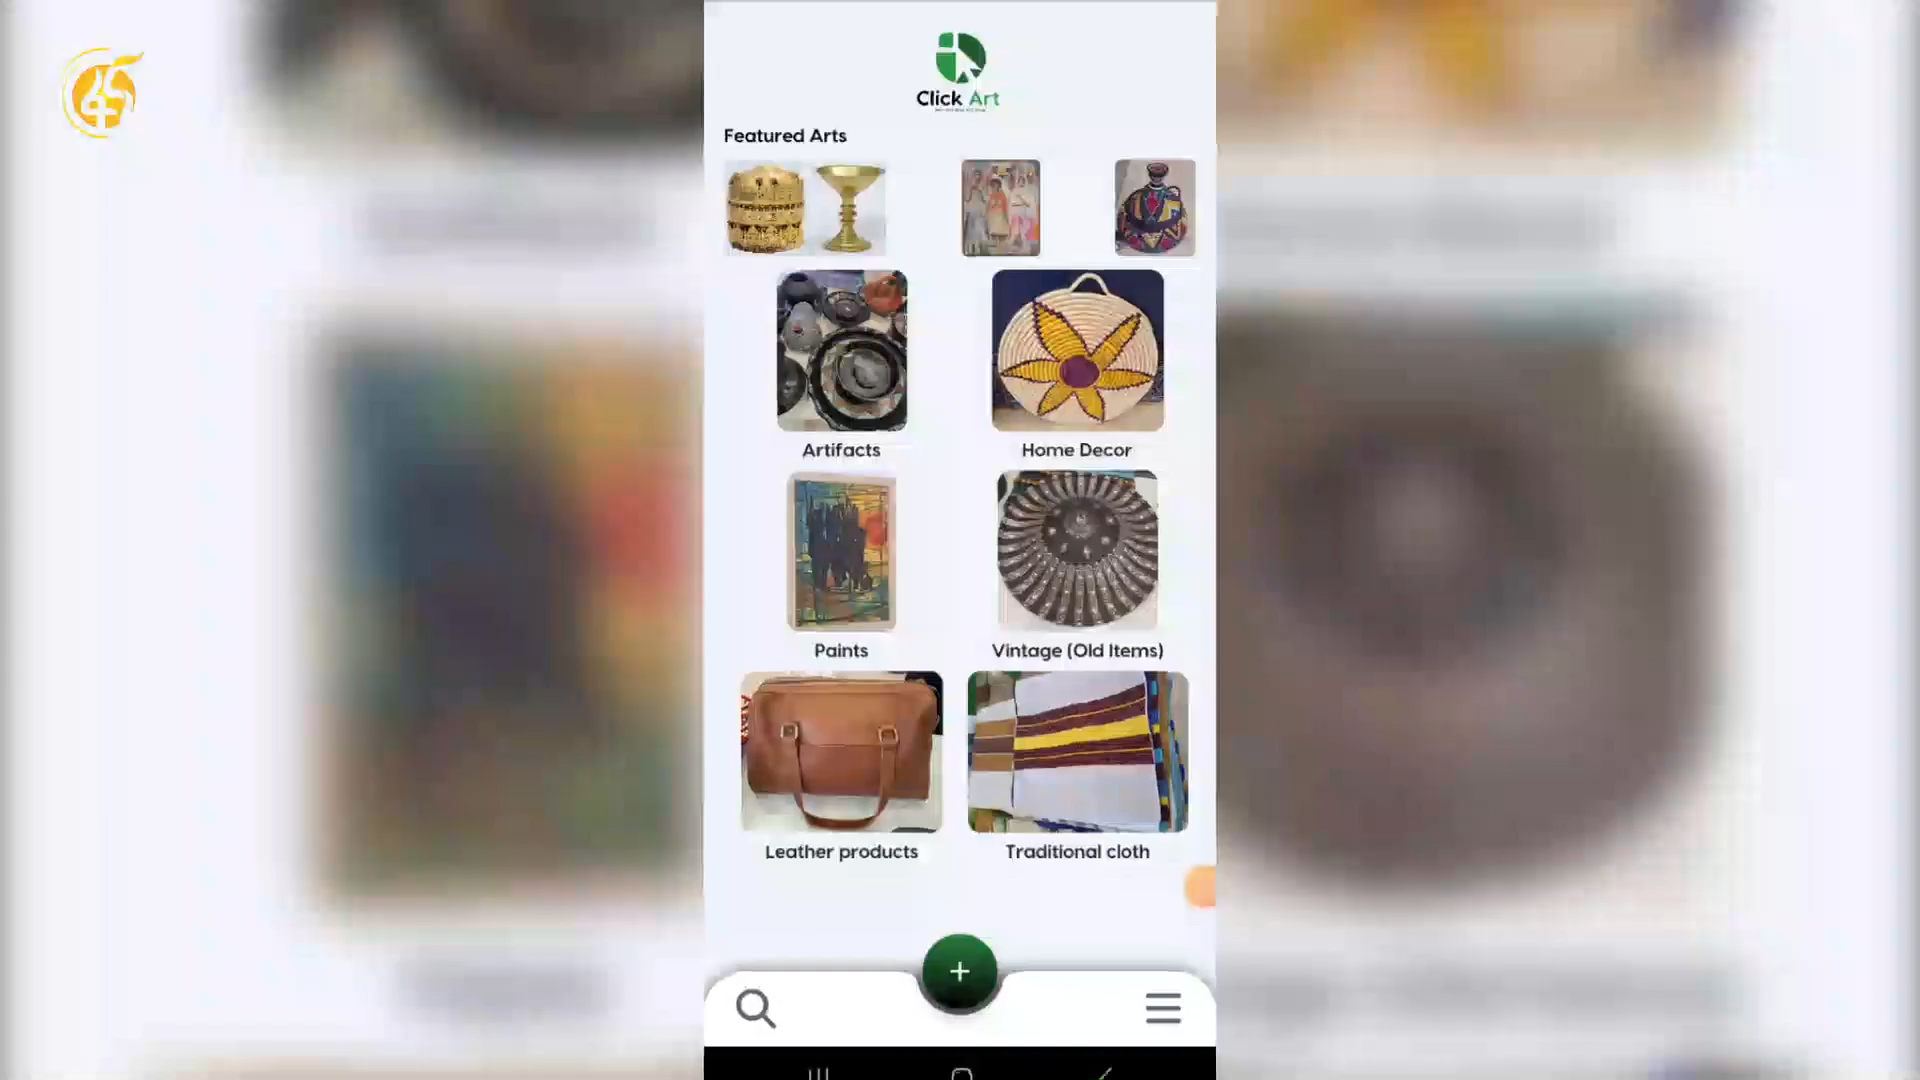 Click Art
Featured Arts
Artifacts
Home Decor
Paints
Vintage (Old Items)
Leather products
Traditional cloth